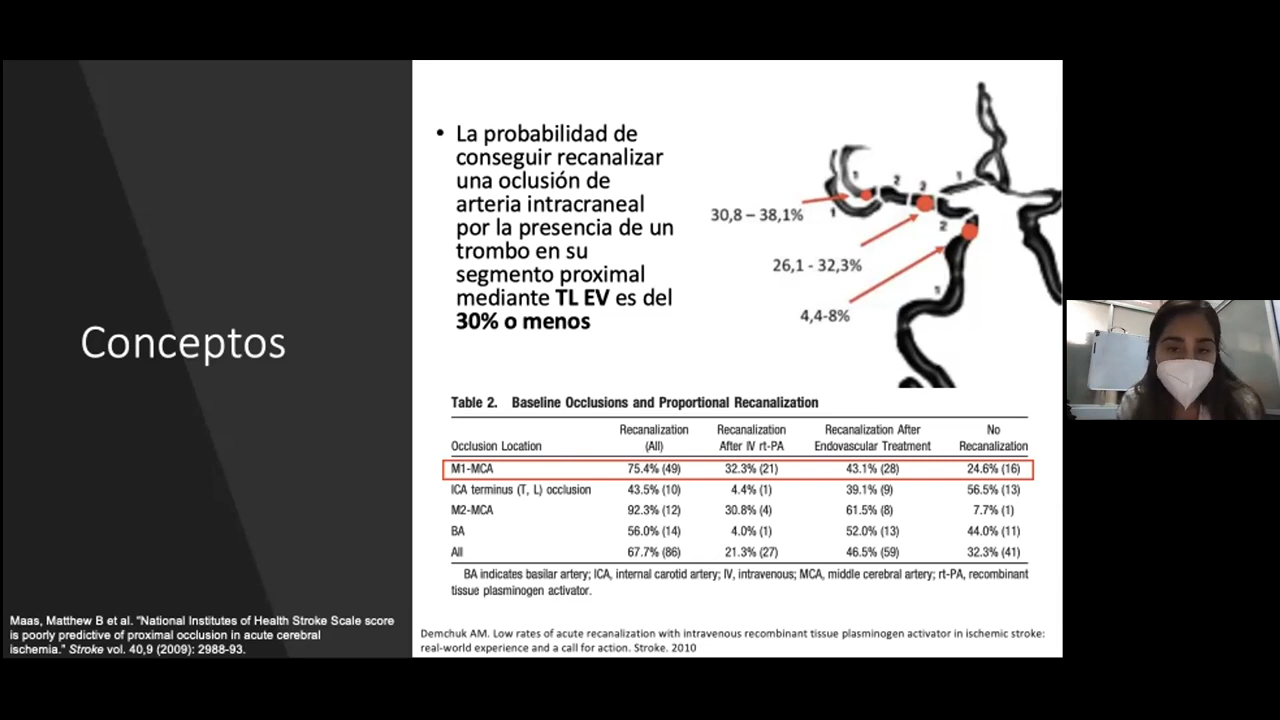 Conceptos
Maas, Matthew B et al. "National Institutes of Health Stroke Scale score
is poorly predictive of proximal occlusion in acute cerebral
ischemia." Stroke vol. 40,9 (2009): 2988-93.
• La probabilidad de
conseguir recanalizar
una oclusión de
arteria intracraneal
por la presencia de un
trombo en su
segmento proximal
mediante TL EV es del
30% o menos
1
2
2
1
1
2
1
30,8 – 38,1%
26,1 - 32,3%
4,4-8%
Table 2. Baseline Occlusions and Proportional Recanalization
Occlusion Location Recanalization (All) Recanalization After IV rt-PA Recanalization After Endovascular Treatment No Recanalization
M1-MCA 75.4% (49) 32.3% (21) 43.1% (28) 24.6% (16)
ICA terminus (T, L) occlusion 43.5% (10) 4.4% (1) 39.1% (9) 56.5% (13)
M2-MCA 92.3% (12) 30.8% (4) 61.5% (8) 7.7% (1)
BA 56.0% (14) 4.0% (1) 52.0% (13) 44.0% (11)
All 67.7% (86) 21.3% (27) 46.5% (59) 32.3% (41)
BA indicates basilar artery; ICA, internal carotid artery; IV, intravenous; MCA, middle cerebral artery; rt-PA, recombinant
tissue plasminogen activator.
Demchuk AM. Low rates of acute recanalization with intravenous recombinant tissue plasminogen activator in ischemic stroke:
real-world experience and a call for action. Stroke. 2010